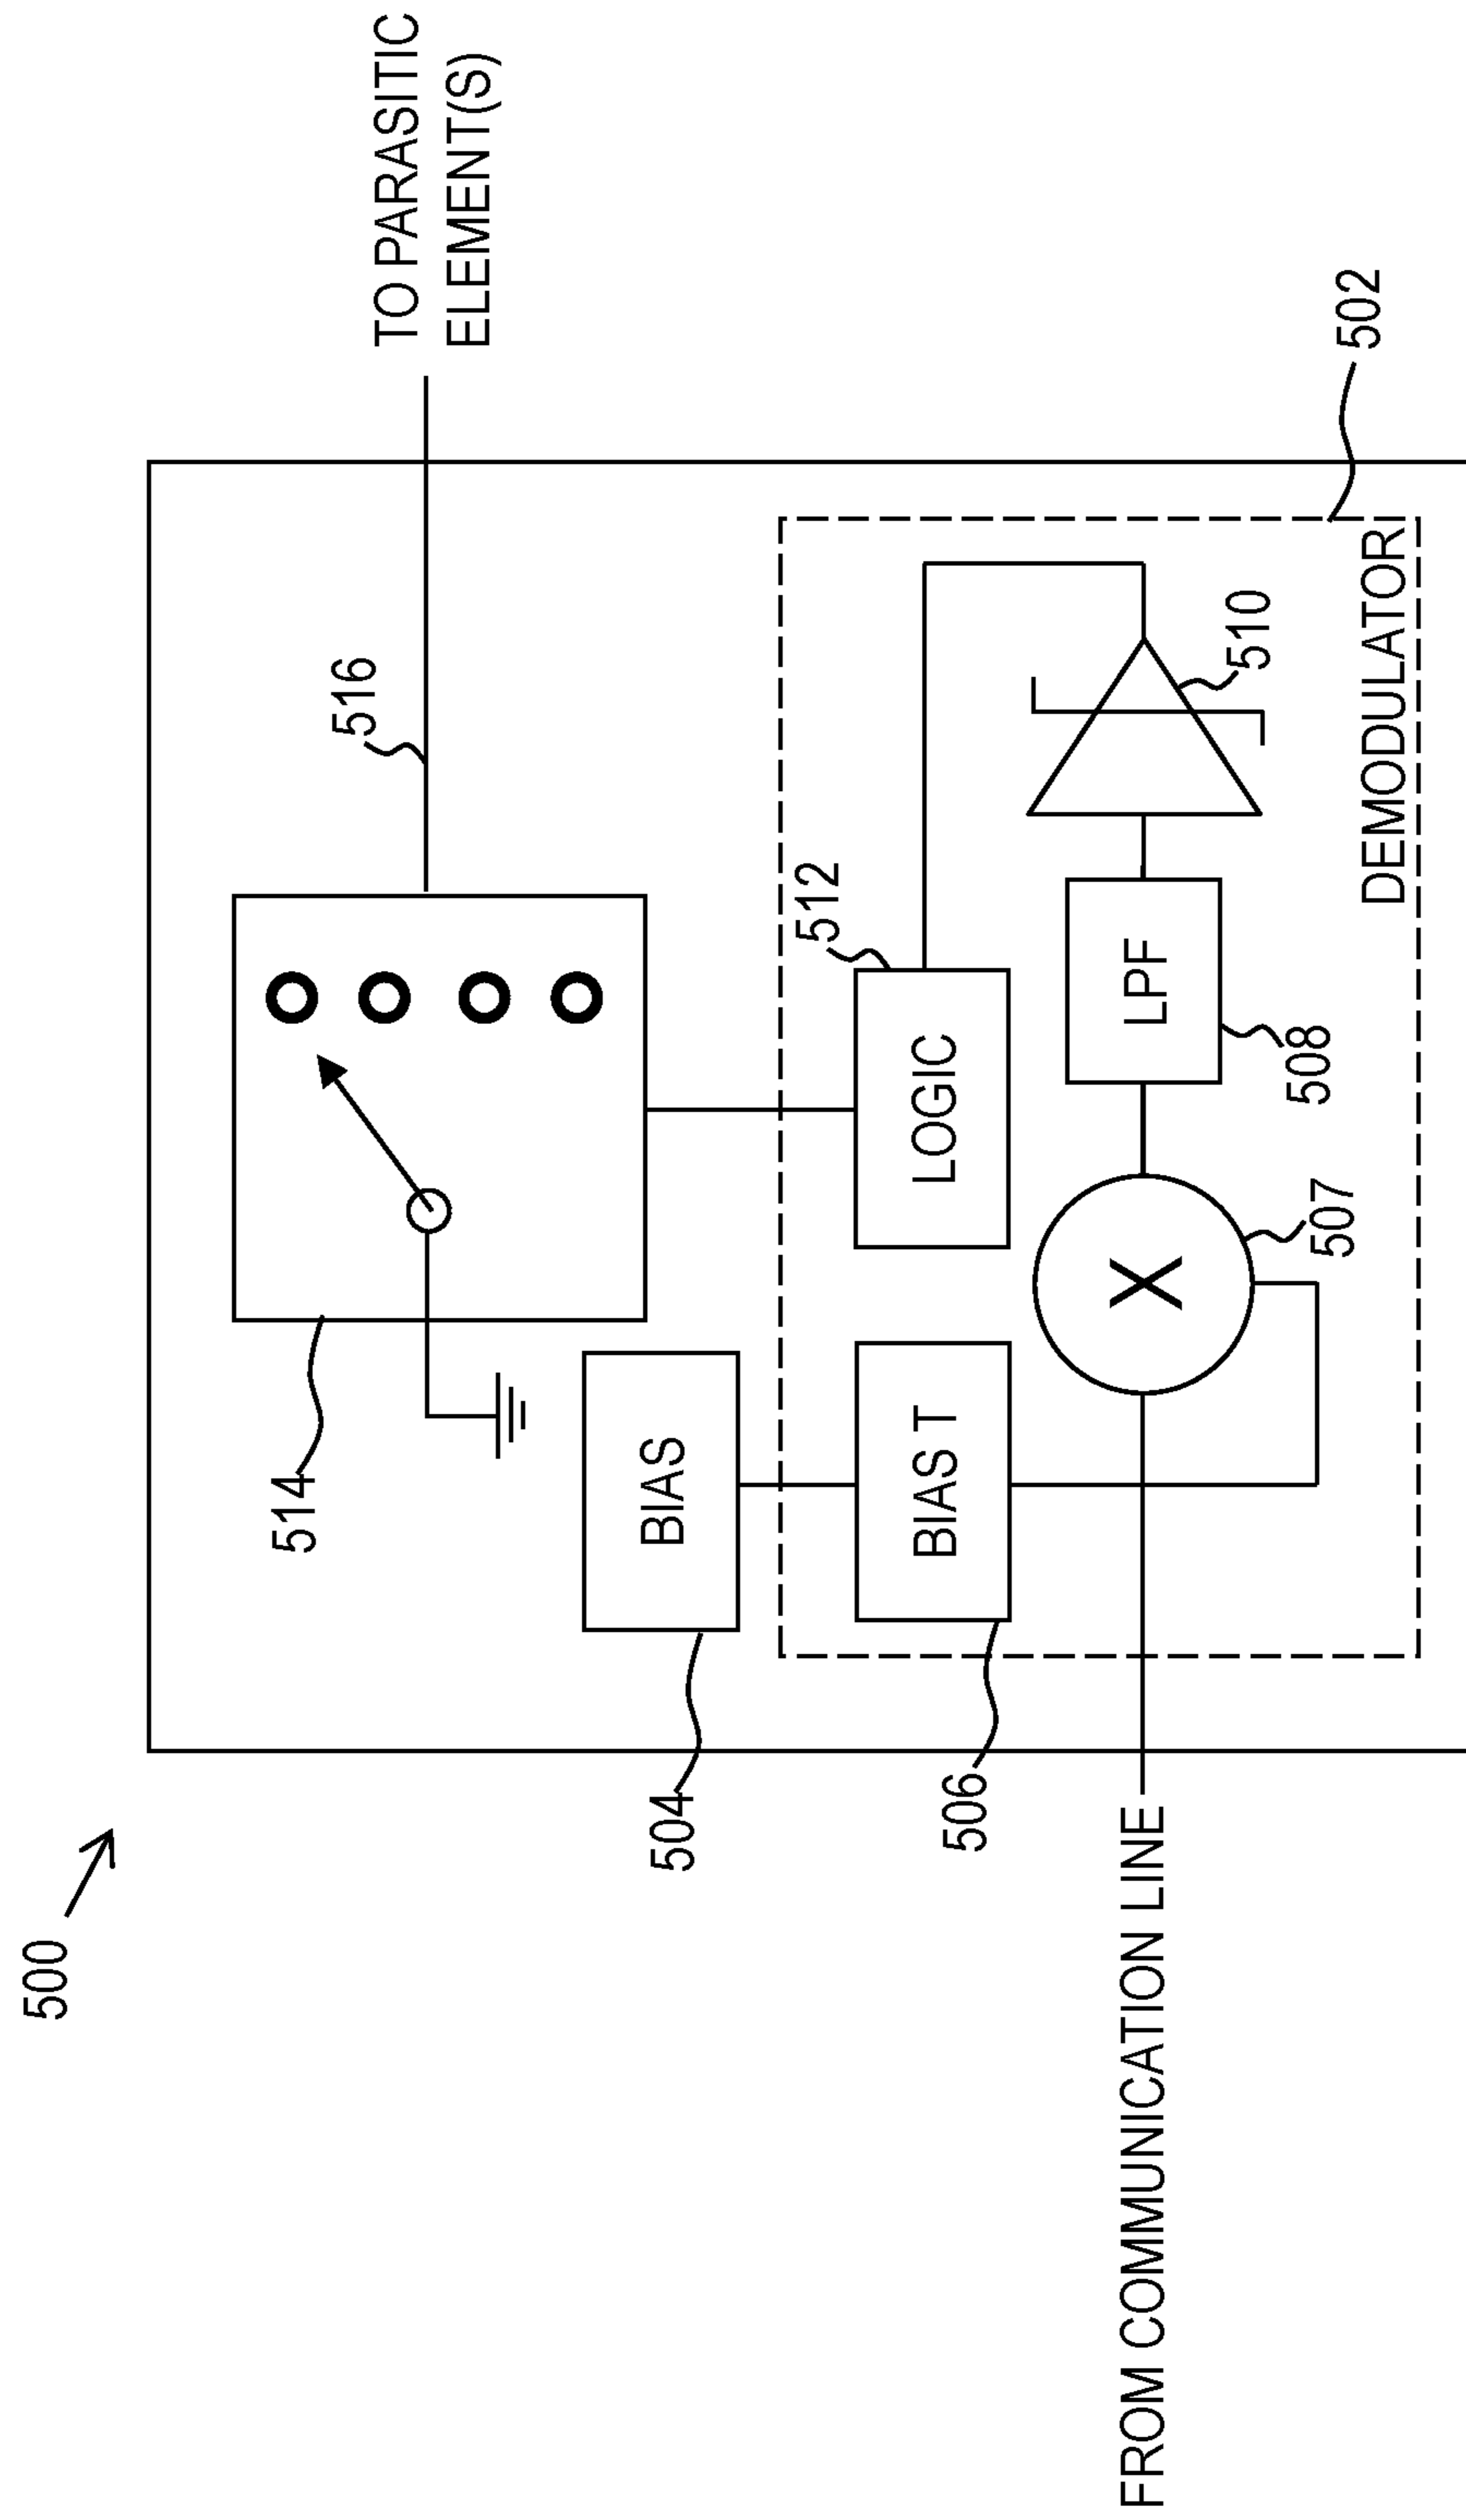 500
TO PARASITIC
ELEMENT(S)
516
514
504
BIAS
512
LOGIC
506
BIAS T
FROM COMMUNICATION LINE
X
507
LPF
508
510
DEMODULATOR
502